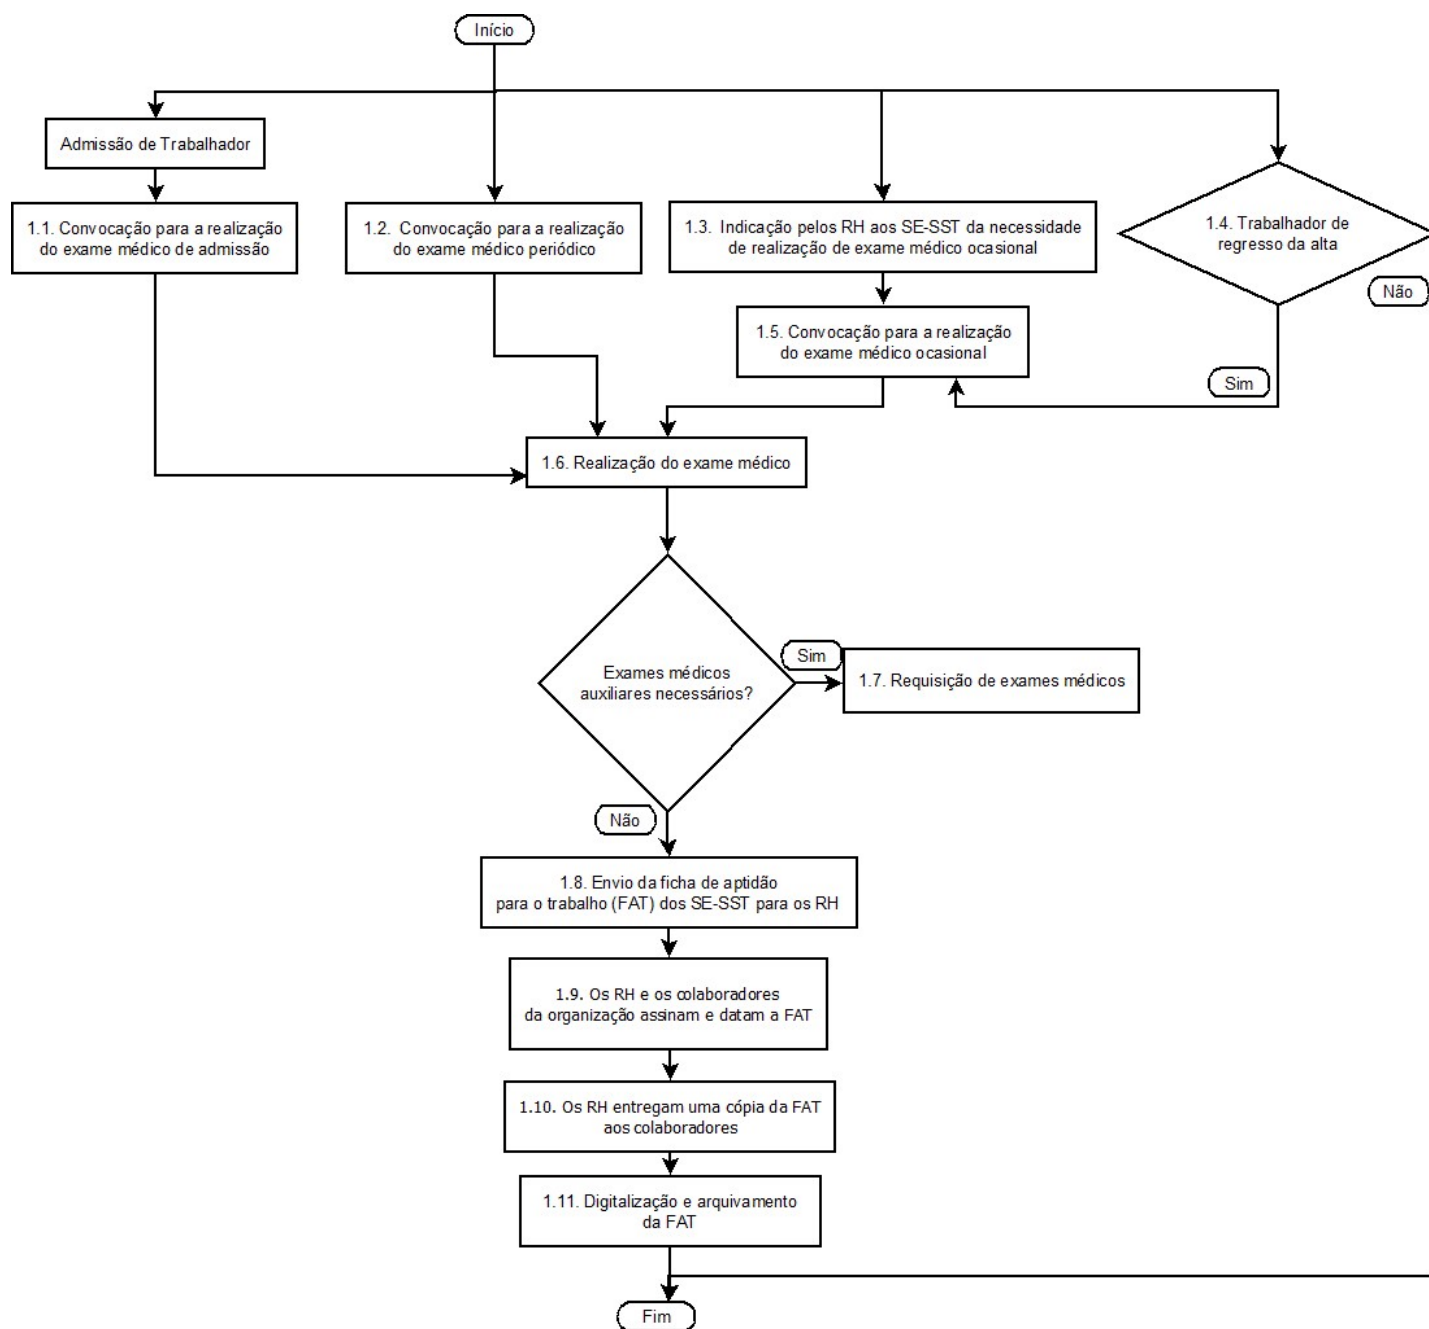 Início
Admissão de Trabalhador
1.1. Convocação para a realização
do exame médico de admissão
1.2. Convocação para a realização
do exame médico periódico
1.3. Indicação pelos RH aos SE-SST da necessidade
de realização de exame médico ocasional
1.4. Trabalhador de
regresso da alta
Não
1.5. Convocação para a realização
do exame médico ocasional
Sim
1.6. Realização do exame médico
Exames médicos
auxiliares necessários?
Sim
1.7. Requisição de exames médicos
Não
1.8. Envio da ficha de aptidão
para o trabalho (FAT) dos SE-SST para os RH
1.9. Os RH e os colaboradores
da organização assinam e datam a FAT
1.10. Os RH entregam uma cópia da FAT
aos colaboradores
1.11. Digitalização e arquivamento
da FAT
Fim